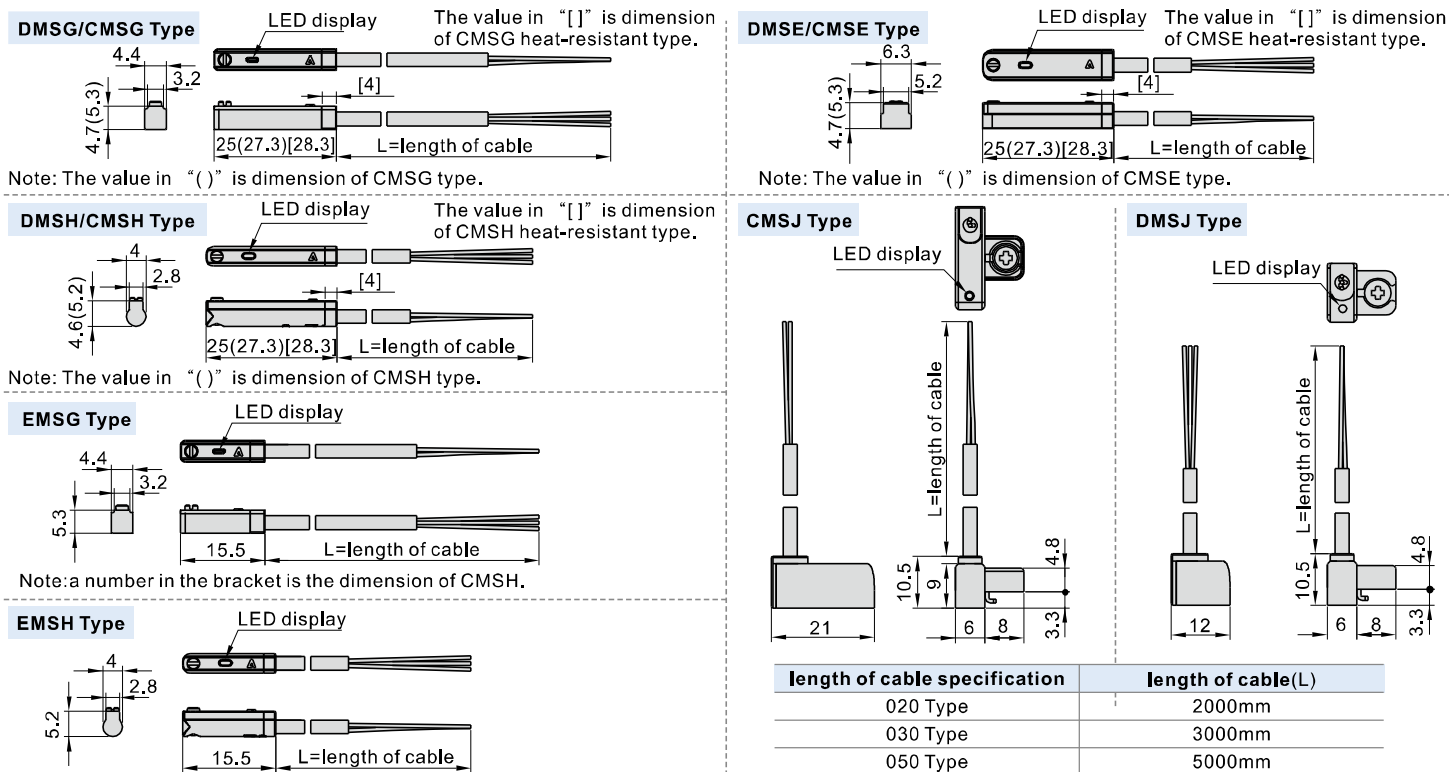 DMSG/CMSG Type
LED display
The value in “[]” is dimension
of CMSG heat-resistant type.
4.4
3.2
4.7(5.3)
[4]
25(27.3)[28.3]
L=length of cable
Note: The value in “( )” is dimension of CMSG type.
DMSE/CMSE Type
LED display
The value in “[]” is dimension
of CMSE heat-resistant type.
6.3
5.2
4.7(5.3)
[4]
25(27.3)[28.3]
L=length of cable
Note: The value in “( )” is dimension of CMSE type.
DMSH/CMSH Type
LED display
The value in “[]” is dimension
of CMSH heat-resistant type.
4
2.8
4.6(5.2)
[4]
25(27.3)[28.3]
L=length of cable
Note: The value in “( )” is dimension of CMSH type.
EMSG Type
LED display
4.4
3.2
5.3
15.5
L=length of cable
Note:a number in the bracket is the dimension of CMSH.
EMSH Type
LED display
4
2.8
5.2
15.5
L=length of cable
CMSJ Type
LED display
L=length of cable
10.5
9
4.8
3.3
21
6
8
DMSJ Type
LED display
L=length of cable
10.5
4.8
3.3
12
6
8
length of cable specification length of cable(L)
020 Type 2000mm
030 Type 3000mm
050 Type 5000mm